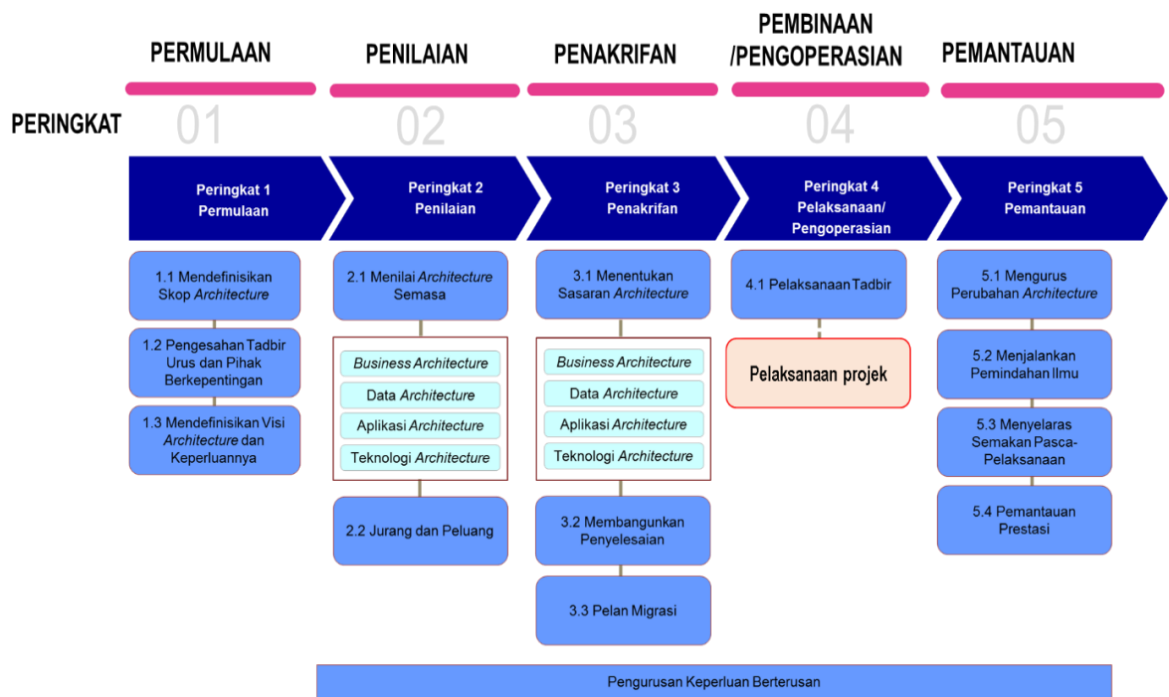 PERMULAAN
PENILAIAN
PENAKRIFAN
PEMBINAAN
/PENGOPERASIAN
PEMANTAUAN
PERINGKAT
01
02
03
04
05
Peringkat 1
Permulaan
Peringkat 2
Penilaian
Peringkat 3
Penakrifan
Peringkat 4
Pelaksanaan/
Pengoperasian
Peringkat 5
Pemantauan
1.1 Mendefinisikan
Skop Architecture
1.2 Pengesahan Tadbir
Urus dan Pihak
Berkepentingan
1.3 Mendefinisikan Visi
Architecture dan
Keperluannya
2.1 Menilai Architecture
Semasa
Business Architecture
Data Architecture
Aplikasi Architecture
Teknologi Architecture
2.2 Jurang dan Peluang
3.1 Menentukan
Sasaran Architecture
Business Architecture
Data Architecture
Aplikasi Architecture
Teknologi Architecture
3.2 Membangunkan
Penyelesaian
3.3 Pelan Migrasi
4.1 Pelaksanaan Tadbir
Pelaksanaan projek
5.1 Mengurus
Perubahan Architecture
5.2 Menjalankan
Pemindahan Ilmu
5.3 Menyelaras
Semakan Pasca-
Pelaksanaan
5.4 Pemantauan
Prestasi
Pengurusan Keperluan Berterusan